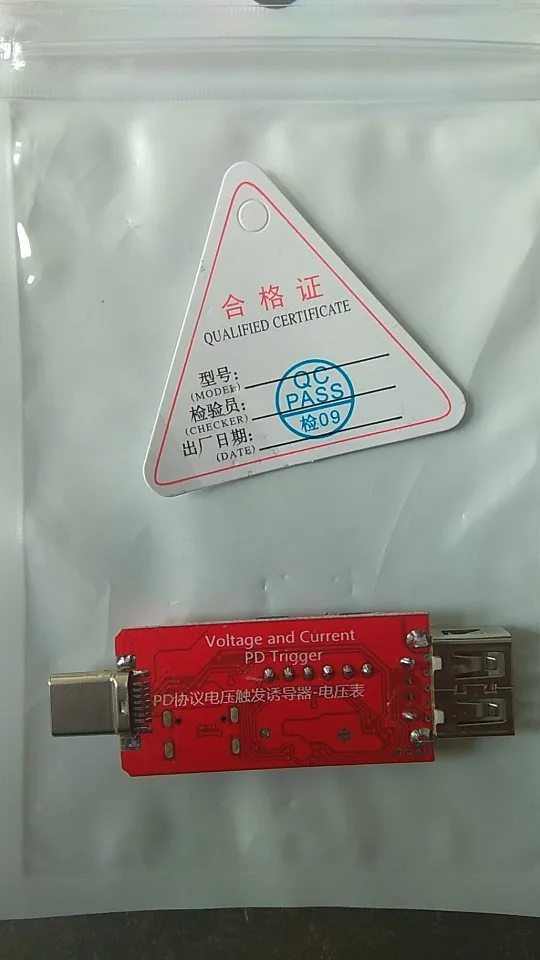 合格证
QUALIFIED CERTIFICATE
型号:
(MODEL)
检验员:
(CHECKER)
出厂日期:
(DATE)
QC
PASS
检09
Voltage and Current
PD Trigger
PD协议电压触发诱导器-电压表